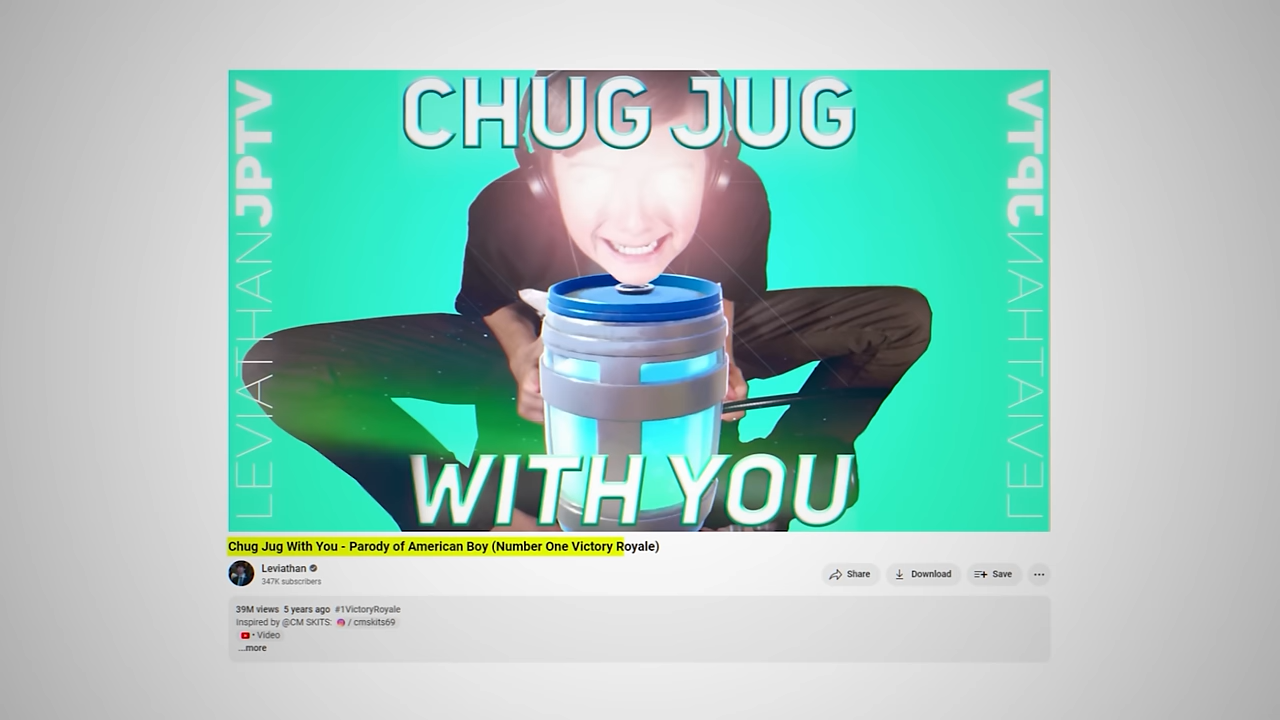 CHUG JUG
LEVIATHANJPTV
LEVIATHANJPTV
WITH YOU
Chug Jug With You - Parody of American Boy (Number One Victory Royale)
Leviathan
347K subscribers
Share
Download
Save
39M views 5 years ago #1VictoryRoyale
Inspired by @CM SKITS: / cmskits69
• Video
...more